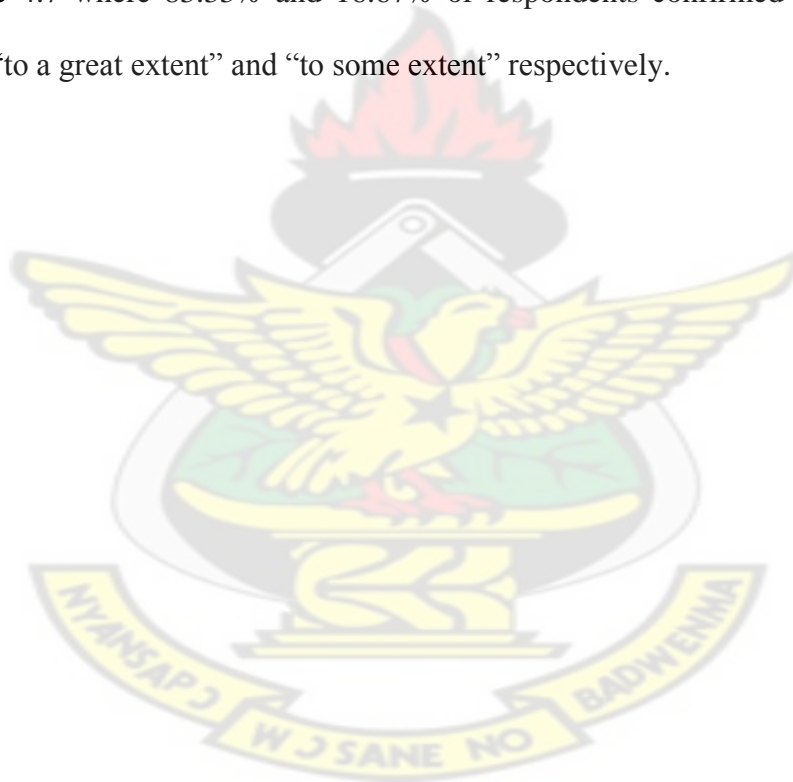 4.7 where 83.33% and 16.67% of respondents confirmed
“to a great extent” and “to some extent” respectively.
NYANSAPƆ
WƆSANE NO
BADWENMA